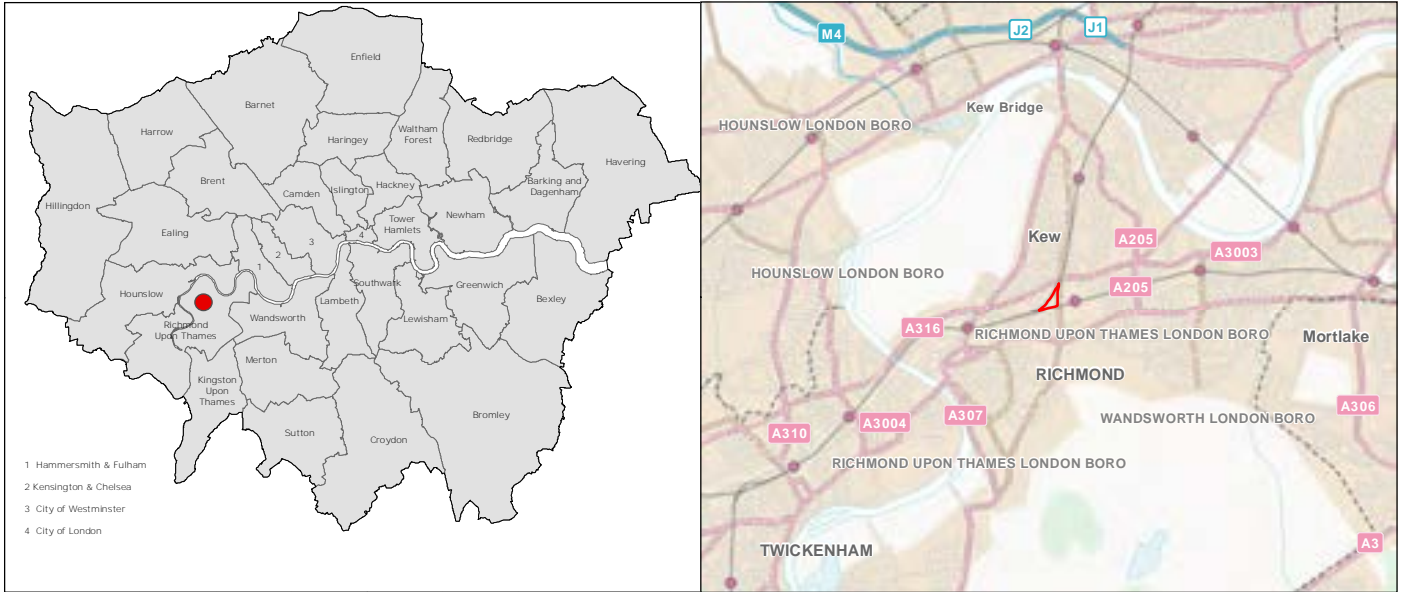 Enfield
Barnet
Harrow
Haringey
Waltham
Forest
Redbridge
Havering
Brent
Camden
Islington
Hackney
Barking and
Dagenham
Hillingdon
Ealing
Tower
Hamlets
Newham
1
2
3
4
Hounslow
Southwark
Greenwich
Bexley
Richmond
Upon Thames
Wandsworth
Lambeth
Lewisham
Merton
Kingston
Upon
Thames
Sutton
Croydon
Bromley
1 Hammersmith & Fulham
2 Kensington & Chelsea
3 City of Westminster
4 City of London
M4
J2
J1
Kew Bridge
HOUNSLOW LONDON BORO
Kew
A205
A3003
HOUNSLOW LONDON BORO
A205
A316
RICHMOND UPON THAMES LONDON BORO
Mortlake
RICHMOND
A306
A307
WANDSWORTH LONDON BORO
A3004
A310
RICHMOND UPON THAMES LONDON BORO
TWICKENHAM
A3